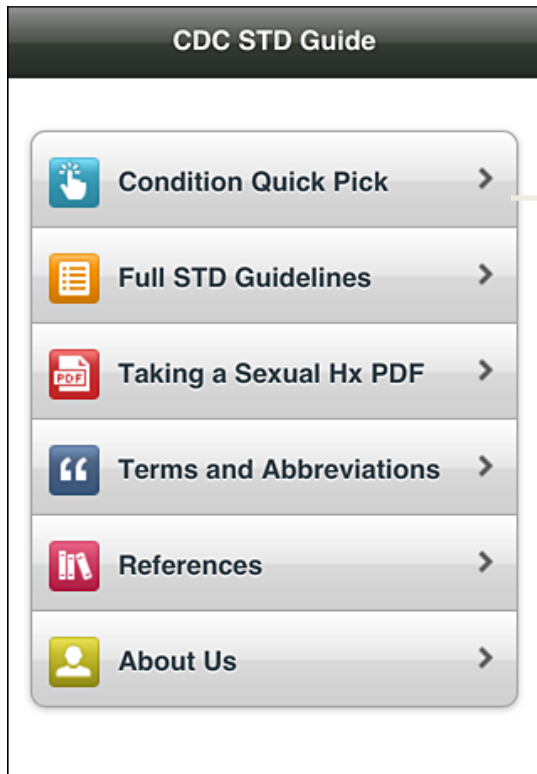 CDC STD Guide
Condition Quick Pick
Full STD Guidelines
PDF
Taking a Sexual Hx PDF
Terms and Abbreviations
References
About Us